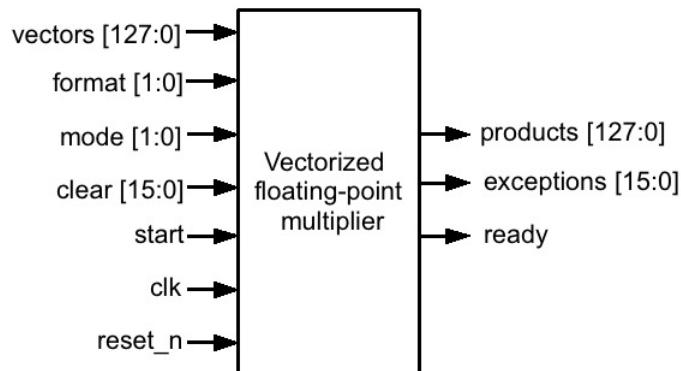 vectors [127:0]
format [1:0]
mode [1:0]
clear [15:0]
start
clk
reset_n
Vectorized
floating-point
multiplier
products [127:0]
exceptions [15:0]
ready